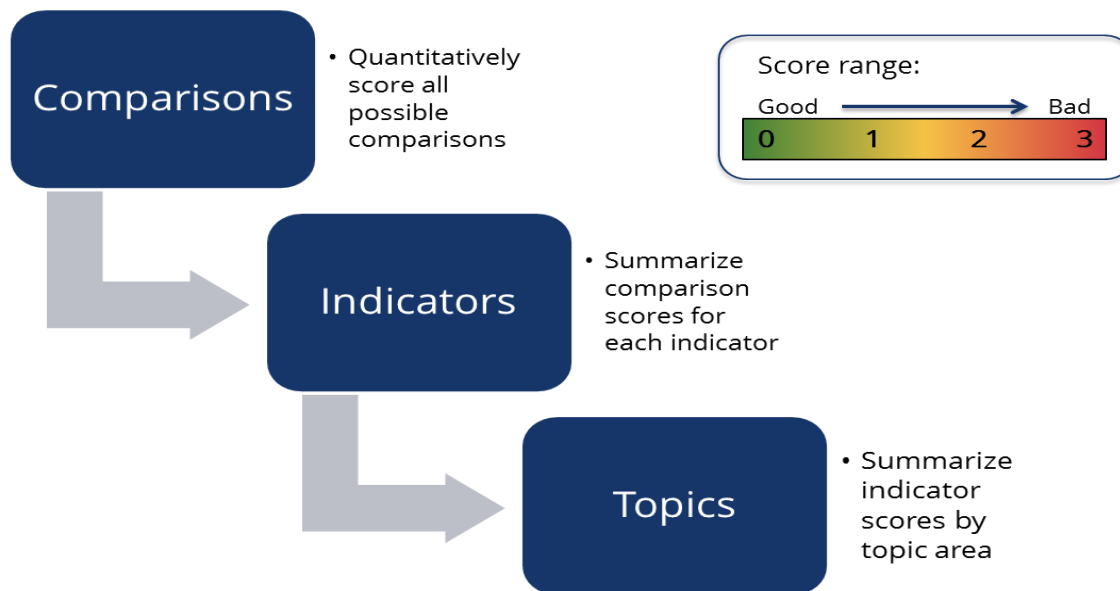 Comparisons
• Quantitatively
score all
possible
comparisons
Score range:
Good Bad
0 1 2 3
Indicators
• Summarize
comparison
scores for
each indicator
Topics
• Summarize
indicator
scores by
topic area